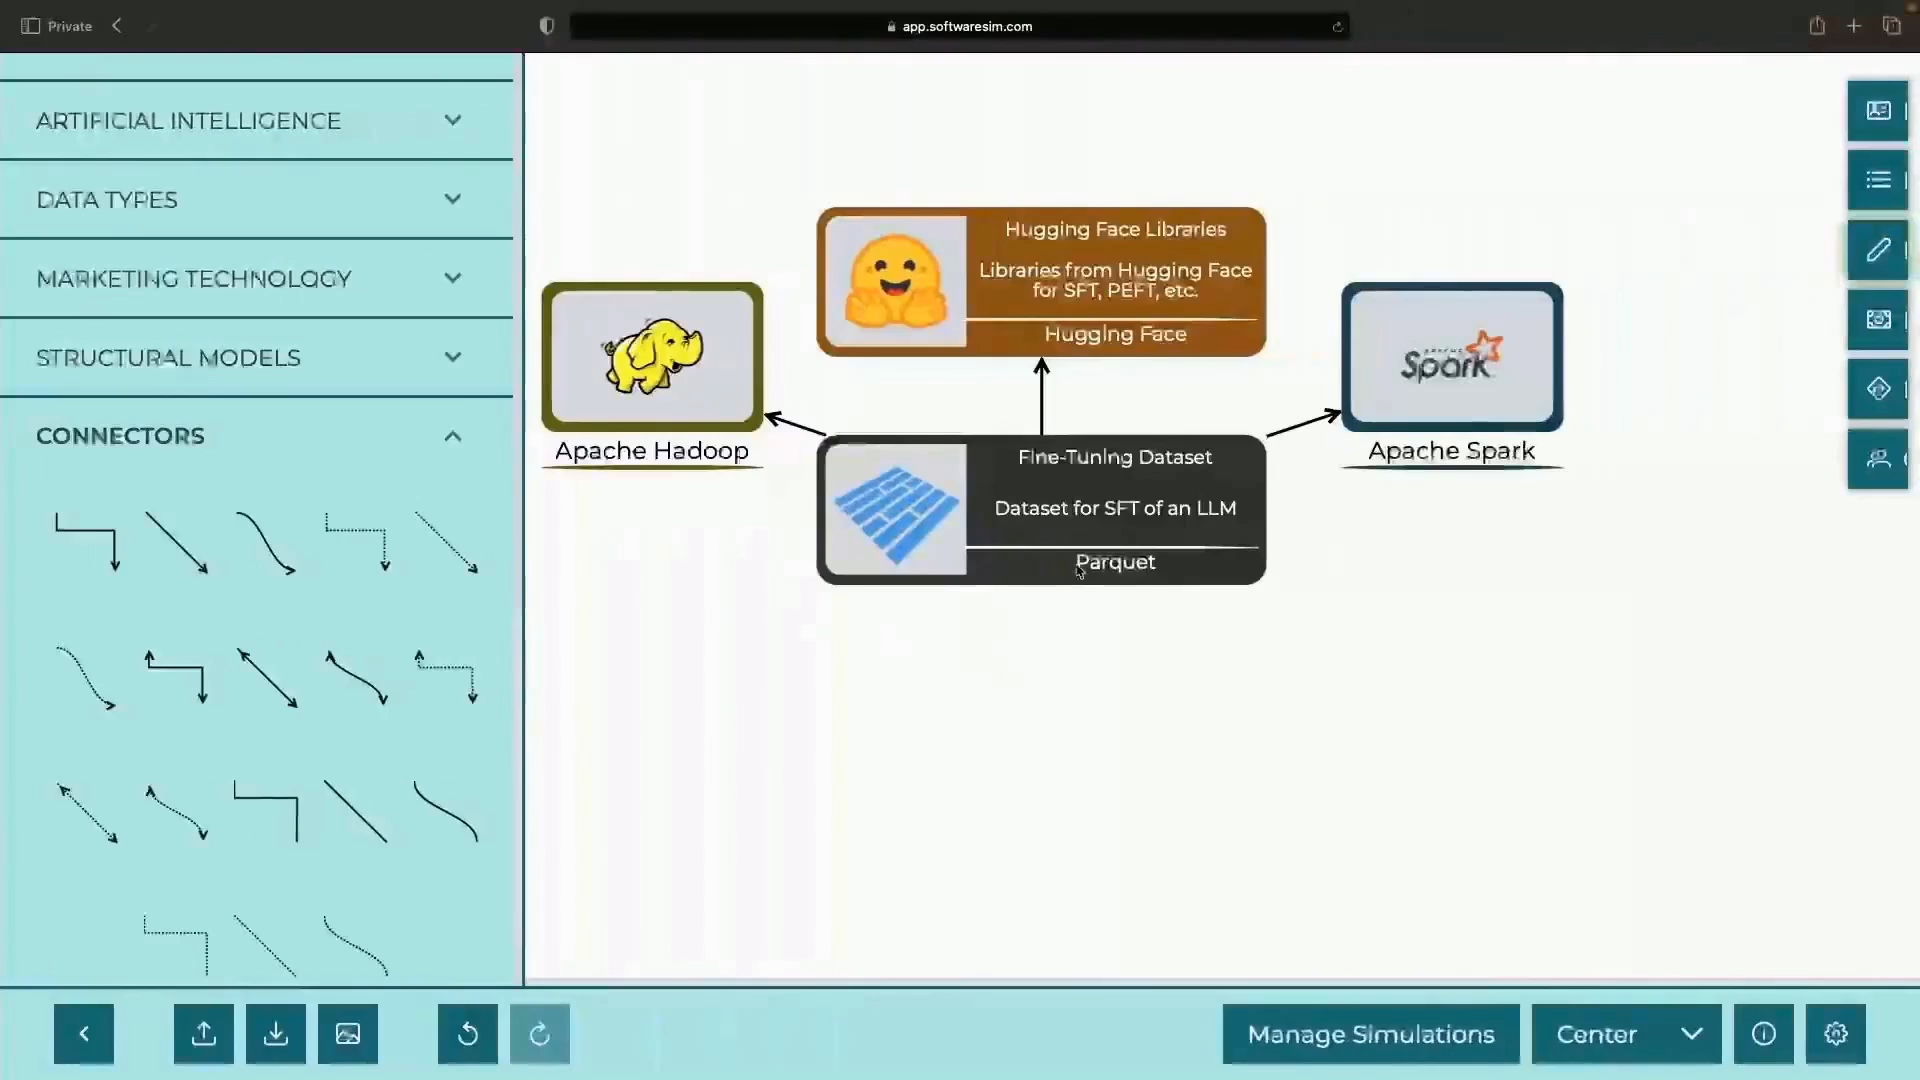 Private
app.softwaresim.com
ARTIFICIAL INTELLIGENCE
DATA TYPES
MARKETING TECHNOLOGY
STRUCTURAL MODELS
CONNECTORS
Hugging Face Libraries
Libraries from Hugging Face
for SFT, PEFT, etc.
Hugging Face
Apache Hadoop
APACHE
Spark
Apache Spark
Fine-Tuning Dataset
Dataset for SFT of an LLM
Parquet
Manage Simulations
Center